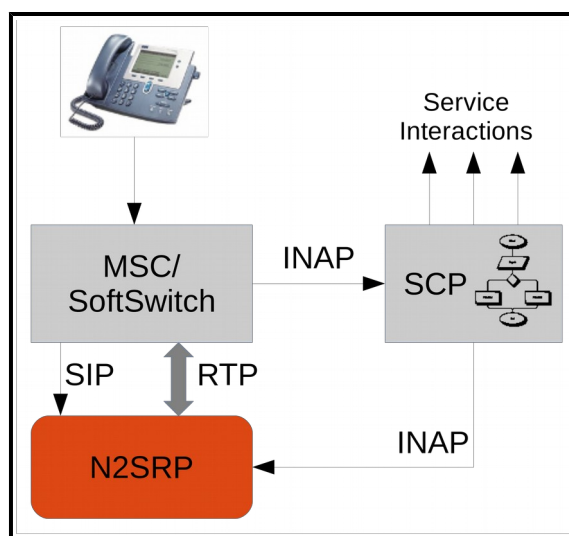 Service
Interactions
MSC/
SoftSwitch
INAP
SCP
SIP
RTP
N2SRP
INAP